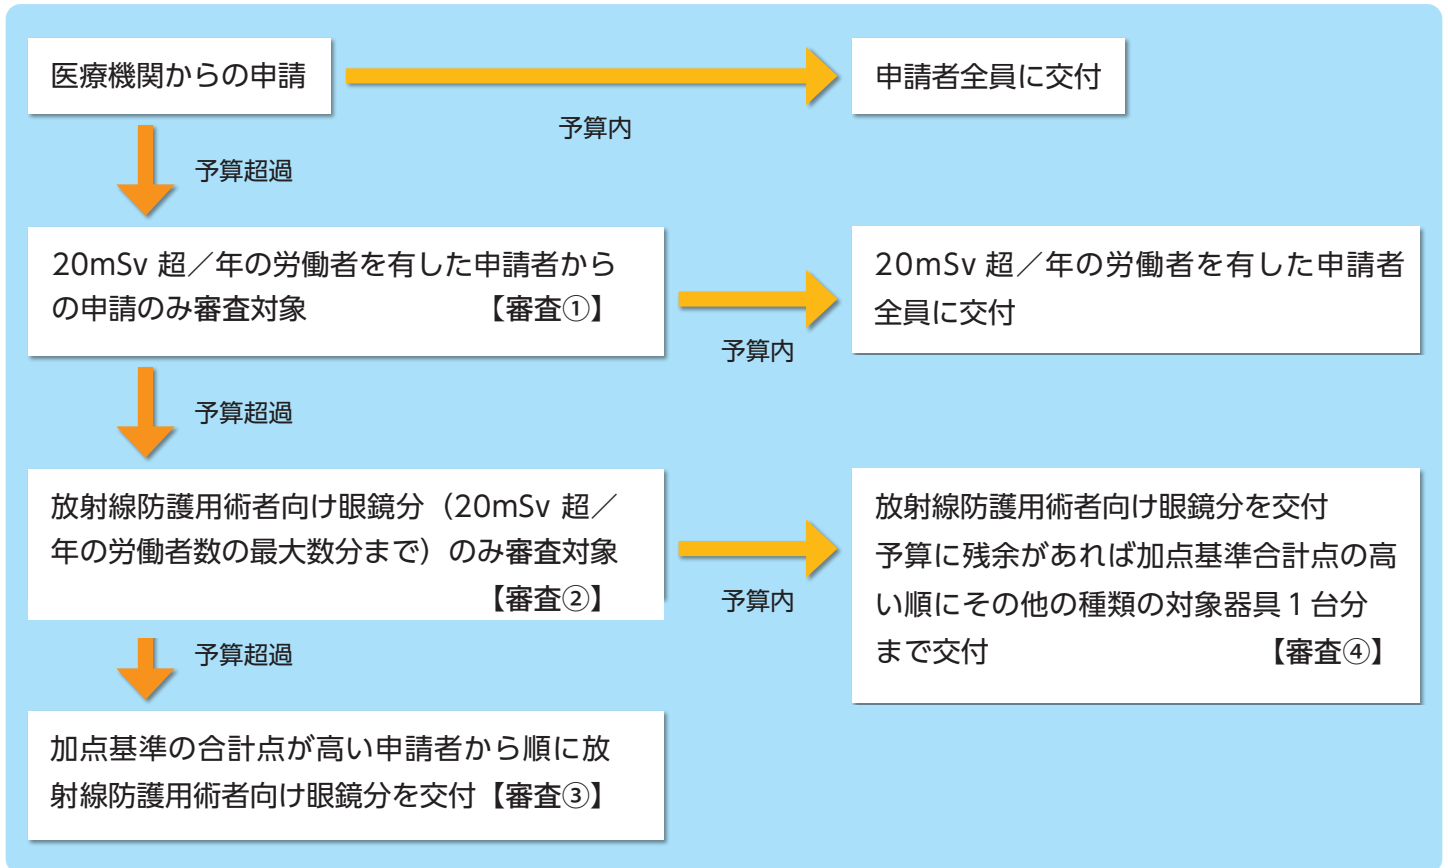 医療機関からの申請
申請者全員に交付
予算内
予算超過
20mSv 超／年の労働者を有した申請者から
の申請のみ審査対象　【審査①】
20mSv 超／年の労働者を有した申請者
全員に交付
予算内
予算超過
放射線防護用術者向け眼鏡分（20mSv 超／
年の労働者数の最大数分まで）のみ審査対象
【審査②】
放射線防護用術者向け眼鏡分を交付
予算に残余があれば加点基準合計点の高
い順にその他の種類の対象器具１台分
まで交付　【審査④】
予算内
予算超過
加点基準の合計点が高い申請者から順に放
射線防護用術者向け眼鏡分を交付【審査③】